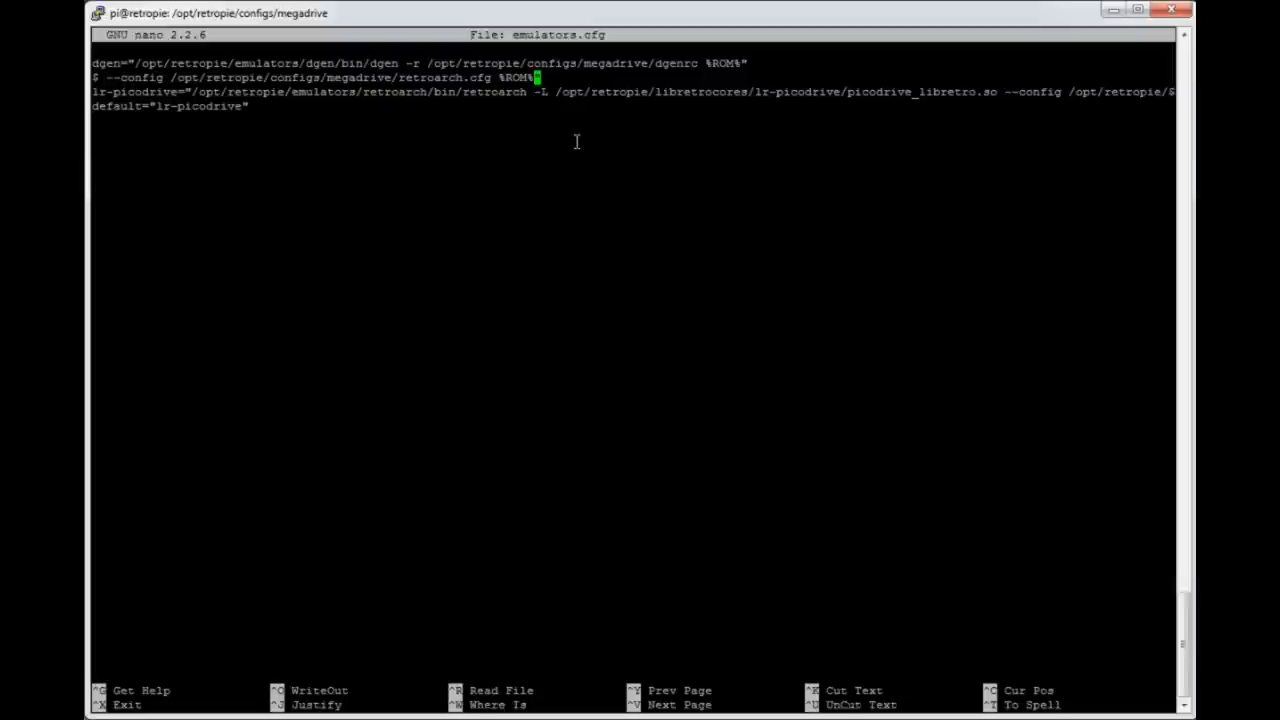 pi@retropie: /opt/retropie/configs/megadrive
GNU nano 2.2.6 File: emulators.cfg
dgen="/opt/retropie/emulators/dgen/bin/dgen -r /opt/retropie/configs/megadrive/dgenrc %ROM%"
$ --config /opt/retropie/configs/megadrive/retroarch.cfg %ROM%"
lr-picodrive="/opt/retropie/emulators/retroarch/bin/retroarch -L /opt/retropie/libretrocores/lr-picodrive/picodrive_libretro.so --config /opt/retropie/$
default="lr-picodrive"
^G Get Help ^O WriteOut ^R Read File ^Y Prev Page ^K Cut Text ^C Cur Pos
^X Exit ^J Justify ^W Where Is ^V Next Page ^U UnCut Text ^T To Spell